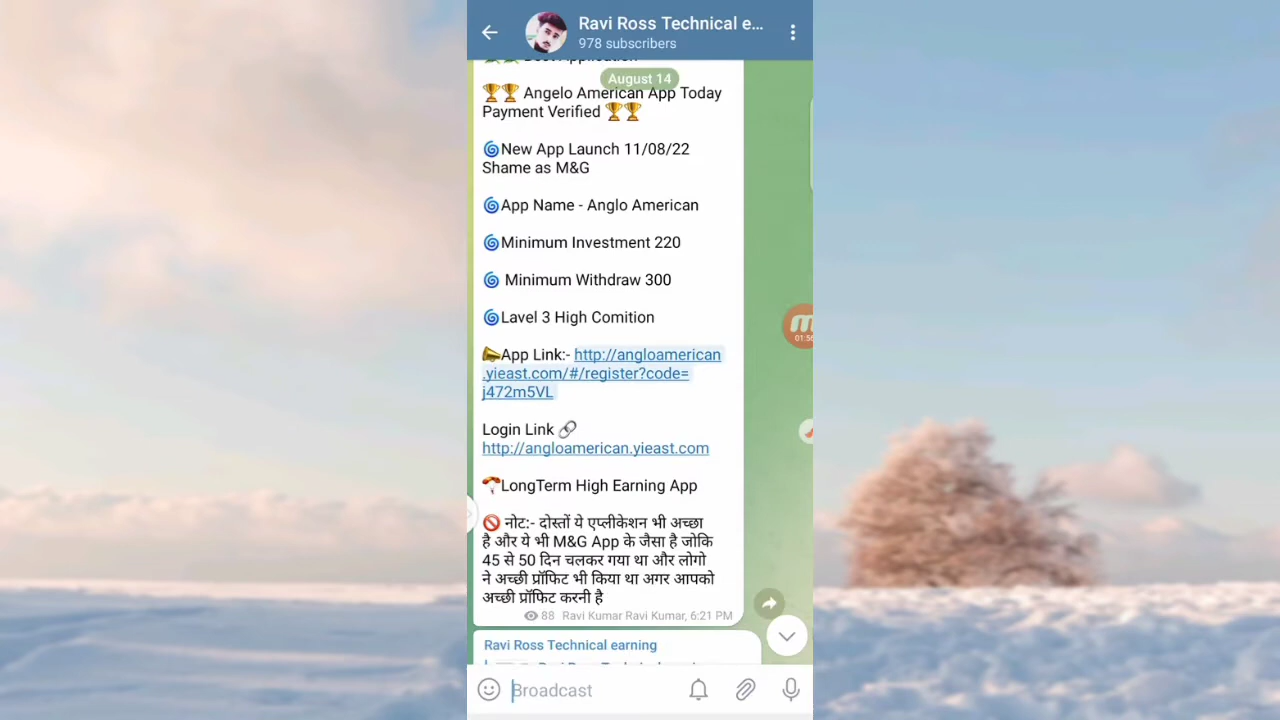 Ravi Ross Technical e...
978 subscribers
Best Application
August 14
🏆🏆 Angelo American App Today
Payment Verified 🏆🏆
🌀New App Launch 11/08/22
Shame as M&G
🌀App Name - Anglo American
🌀Minimum Investment 220
🌀 Minimum Withdraw 300
🌀Lavel 3 High Comition
📣App Link:- http://angloamerican
.yieast.com/#/register?code=
j472m5VL
Login Link 🔗
http://angloamerican.yieast.com
🪂LongTerm High Earning App
🚫 नोट:- दोस्तों ये एप्लीकेशन भी अच्छा
है और ये भी M&G App के जैसा है जोकि
45 से 50 दिन चलकर गया था और लोगो
ने अच्छी प्रॉफिट भी किया था अगर आपको
अच्छी प्रॉफिट करनी है
88 Ravi Kumar Ravi Kumar, 6:21 PM
01:58
Ravi Ross Technical earning
Broadcast